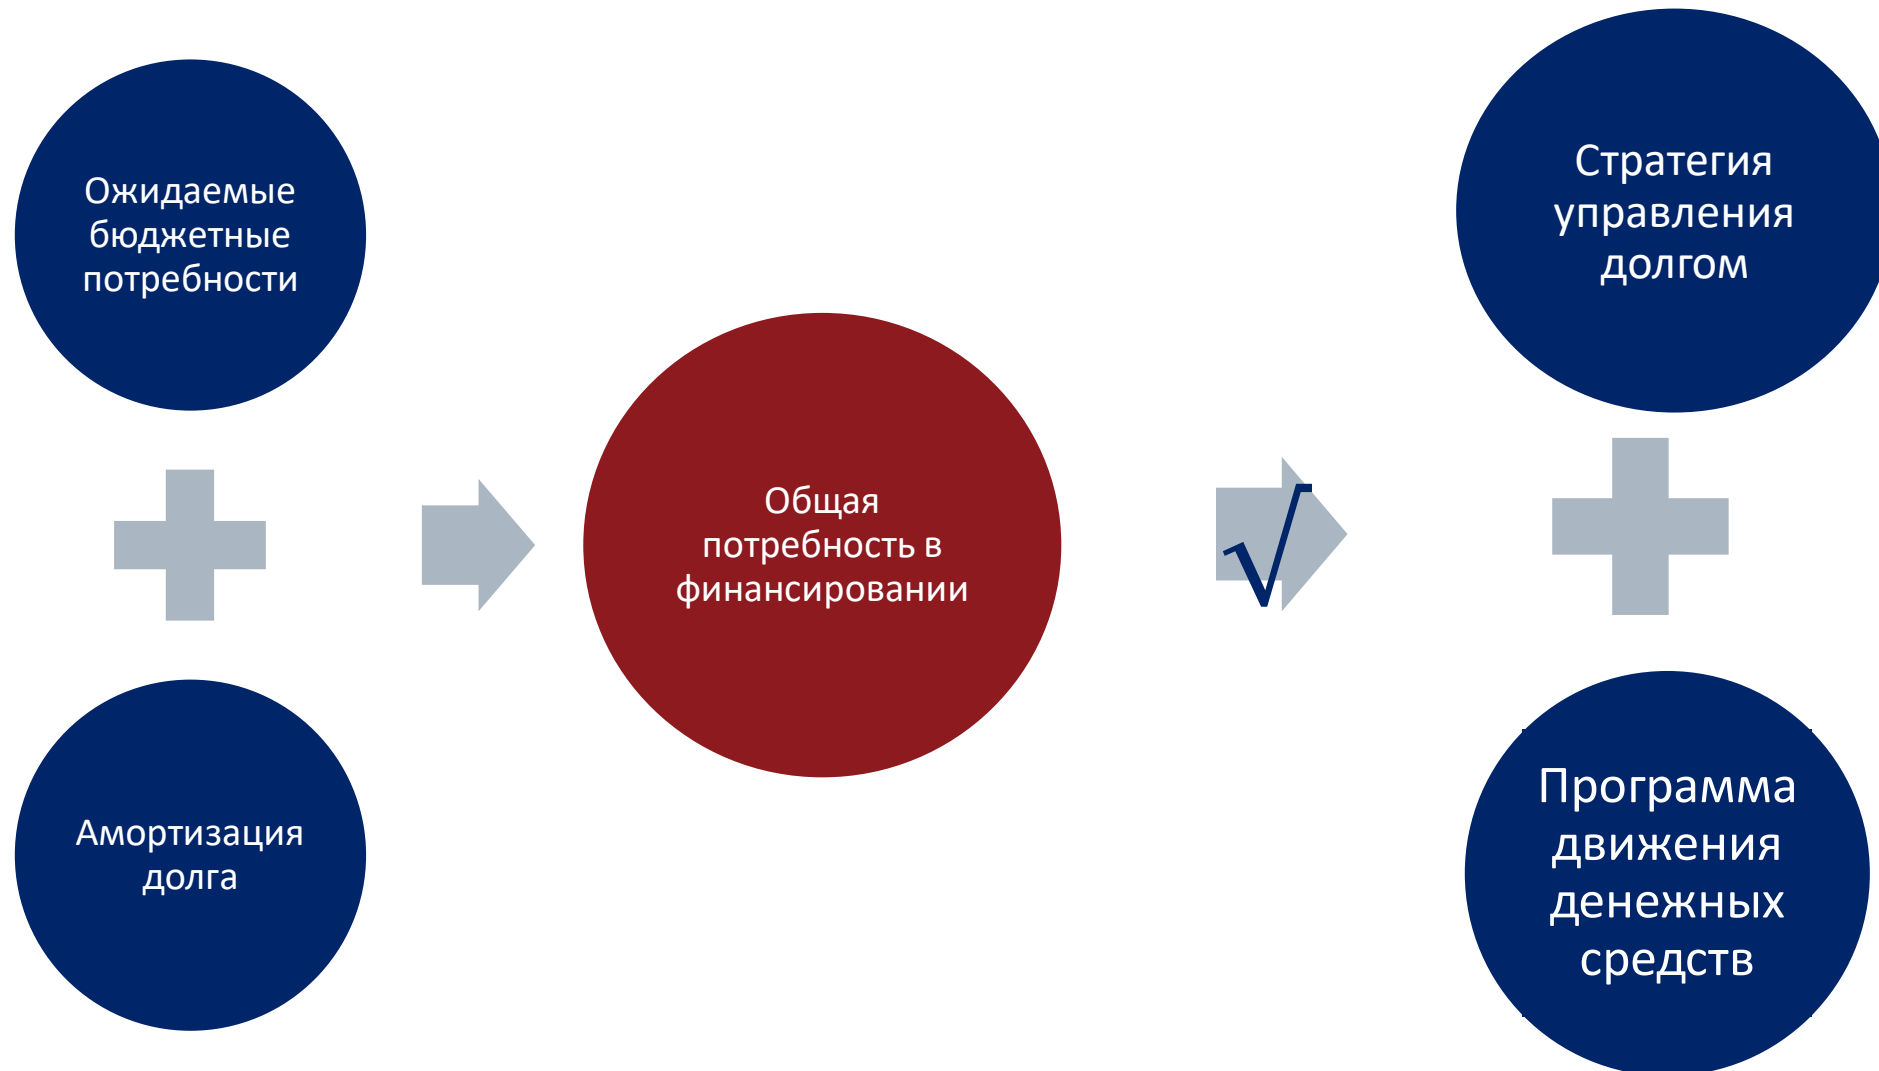 Ожидаемые
бюджетные
потребности
Амортизация
долга
Общая
потребность в
финансировании
√
Стратегия
управления
долгом
Программа
движения
денежных
средств